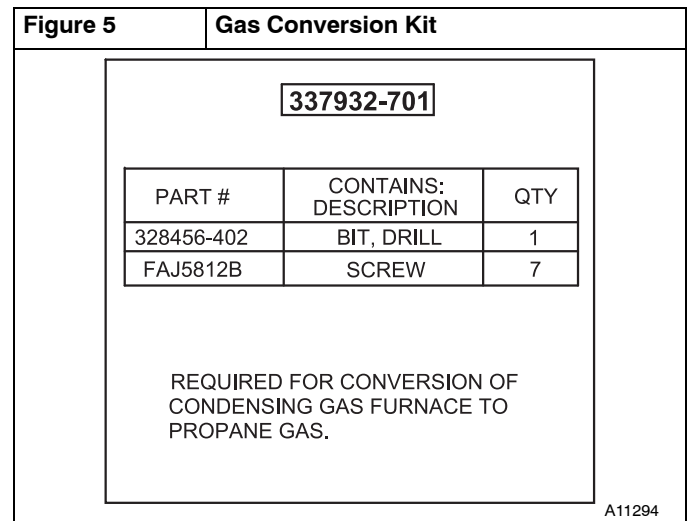 Figure 5 Gas Conversion Kit
337932-701
PART # CONTAINS: DESCRIPTION QTY
328456-402 BIT, DRILL 1
FAJ5812B SCREW 7
REQUIRED FOR CONVERSION OF
CONDENSING GAS FURNACE TO
PROPANE GAS.
A11294